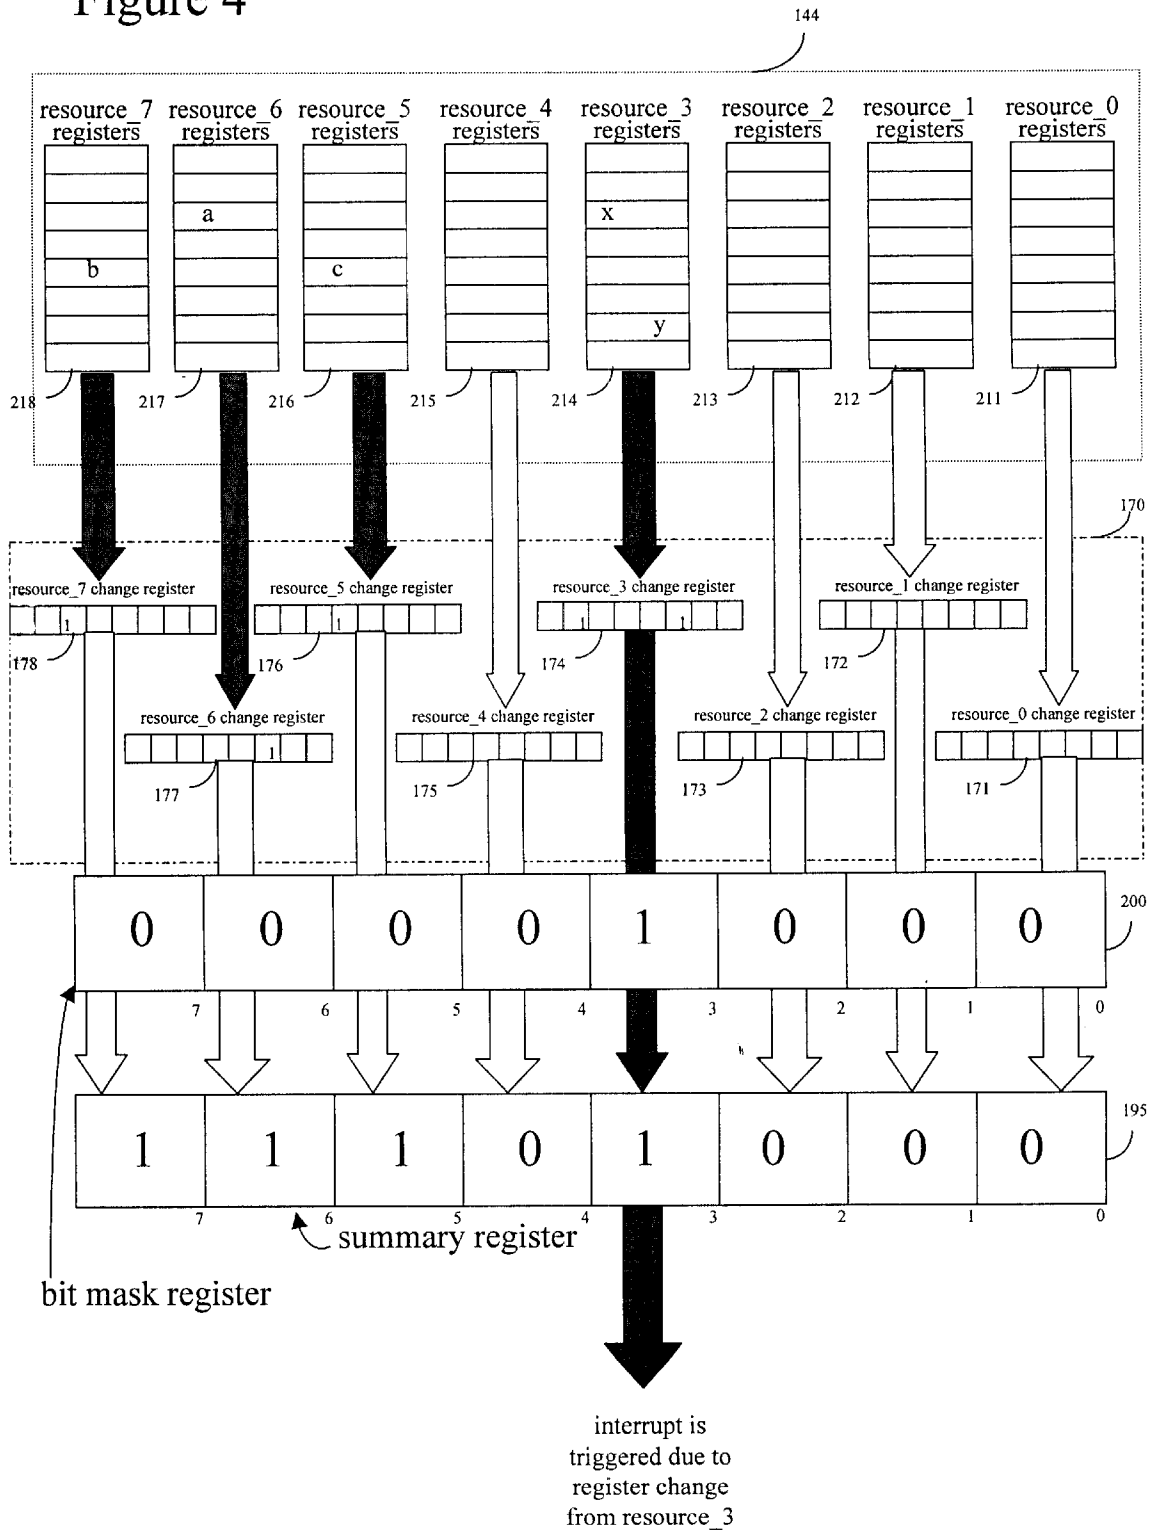 Figure 4
144
resource_7 registers
resource_6 registers
resource_5 registers
resource_4 registers
resource_3 registers
resource_2 registers
resource_1 registers
resource_0 registers
a
x
b
c
y
218
217
216
215
214
213
212
211
170
resource_7 change register
resource_5 change register
resource_3 change register
resource_1 change register
1
1
1
1
178
176
174
172
resource_6 change register
resource_4 change register
resource_2 change register
resource_0 change register
1
177
175
173
171
0 0 0 0 1 0 0 0
200
7 6 5 4 3 2 1 0
1 1 1 0 1 0 0 0
195
7 6 5 4 3 2 1 0
summary register
bit mask register
interrupt is
triggered due to
register change
from resource_3